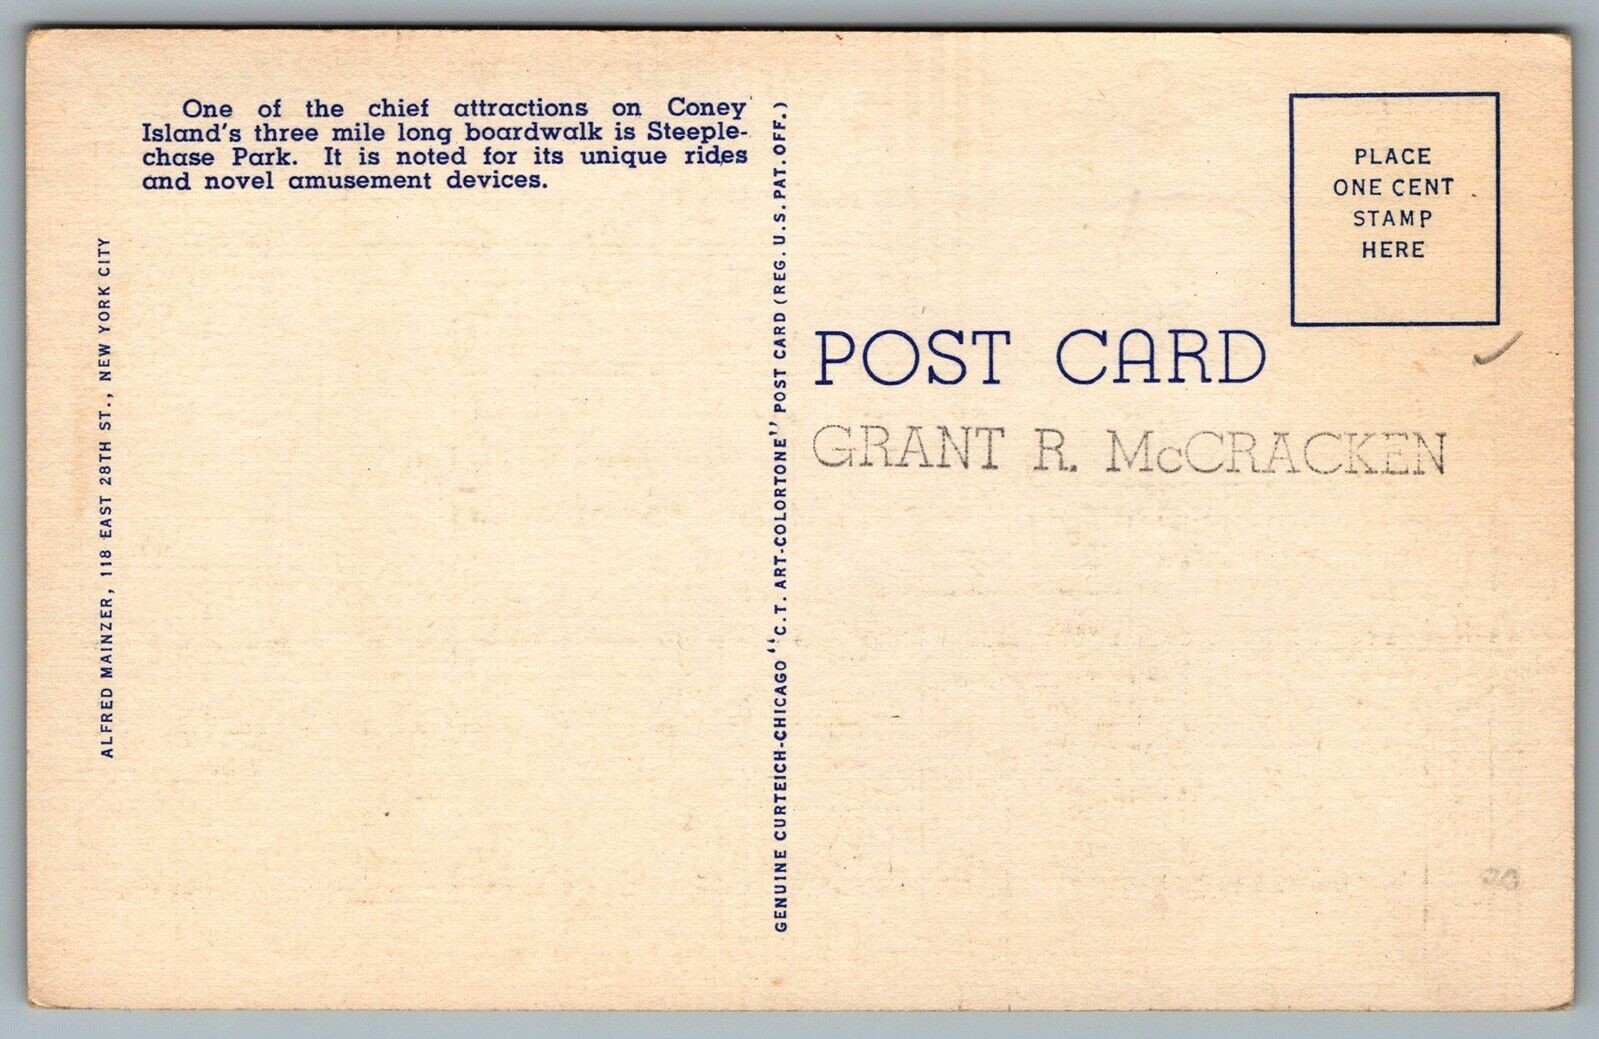 One of the chief attractions on Coney
Island's three mile long boardwalk is Steeple-
chase Park. It is noted for its unique rides
and novel amusement devices.
ALFRED MAINZER, 118 EAST 28TH ST., NEW YORK CITY
GENUINE CURTEICH-CHICAGO "C.T. ART-COLORTONE" POST CARD (REG. U.S. PAT. OFF.)
PLACE
ONE CENT
STAMP
HERE
POST CARD
GRANT R. McCRACKEN